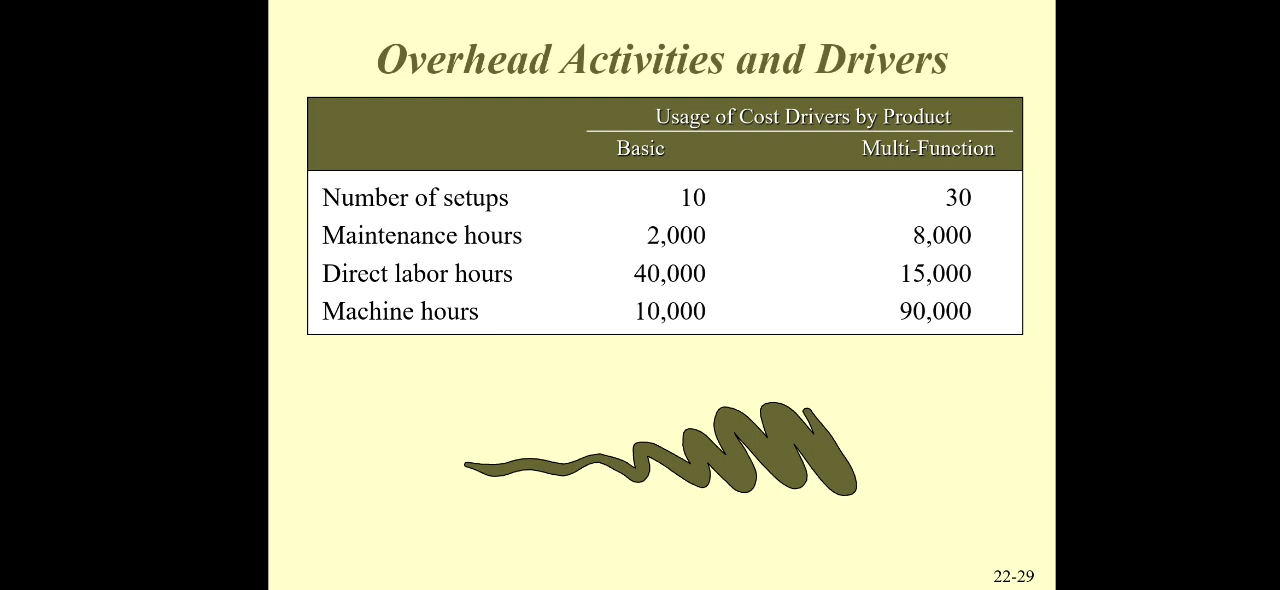 Overhead Activities and Drivers
Usage of Cost Drivers by Product
Basic Multi-Function
Number of setups 10 30
Maintenance hours 2,000 8,000
Direct labor hours 40,000 15,000
Machine hours 10,000 90,000
22-29